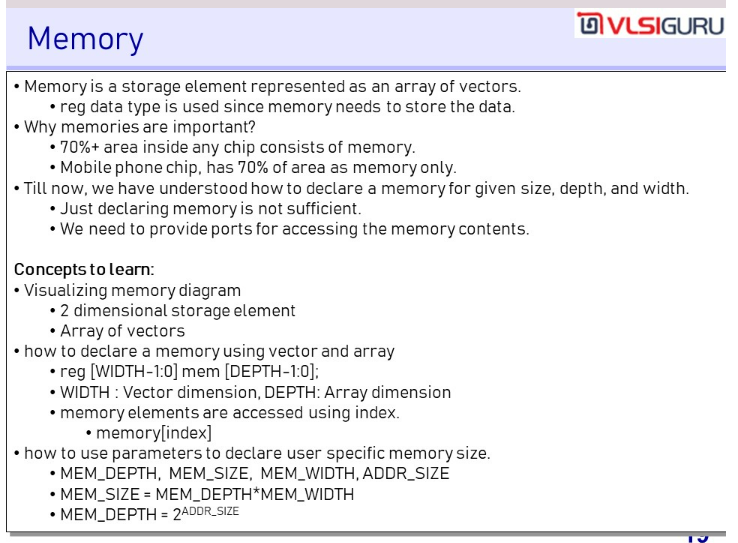 Memory
VLSIGURU
• Memory is a storage element represented as an array of vectors.
• reg data type is used since memory needs to store the data.
• Why memories are important?
• 70%+ area inside any chip consists of memory.
• Mobile phone chip, has 70% of area as memory only.
• Till now, we have understood how to declare a memory for given size, depth, and width.
• Just declaring memory is not sufficient.
• We need to provide ports for accessing the memory contents.
Concepts to learn:
• Visualizing memory diagram
• 2 dimensional storage element
• Array of vectors
• how to declare a memory using vector and array
• reg [WIDTH-1:0] mem [DEPTH-1:0];
• WIDTH : Vector dimension, DEPTH: Array dimension
• memory elements are accessed using index.
• memory[index]
• how to use parameters to declare user specific memory size.
• MEM_DEPTH, MEM_SIZE, MEM_WIDTH, ADDR_SIZE
• MEM_SIZE = MEM_DEPTH*MEM_WIDTH
• MEM_DEPTH = 2^ADDR_SIZE